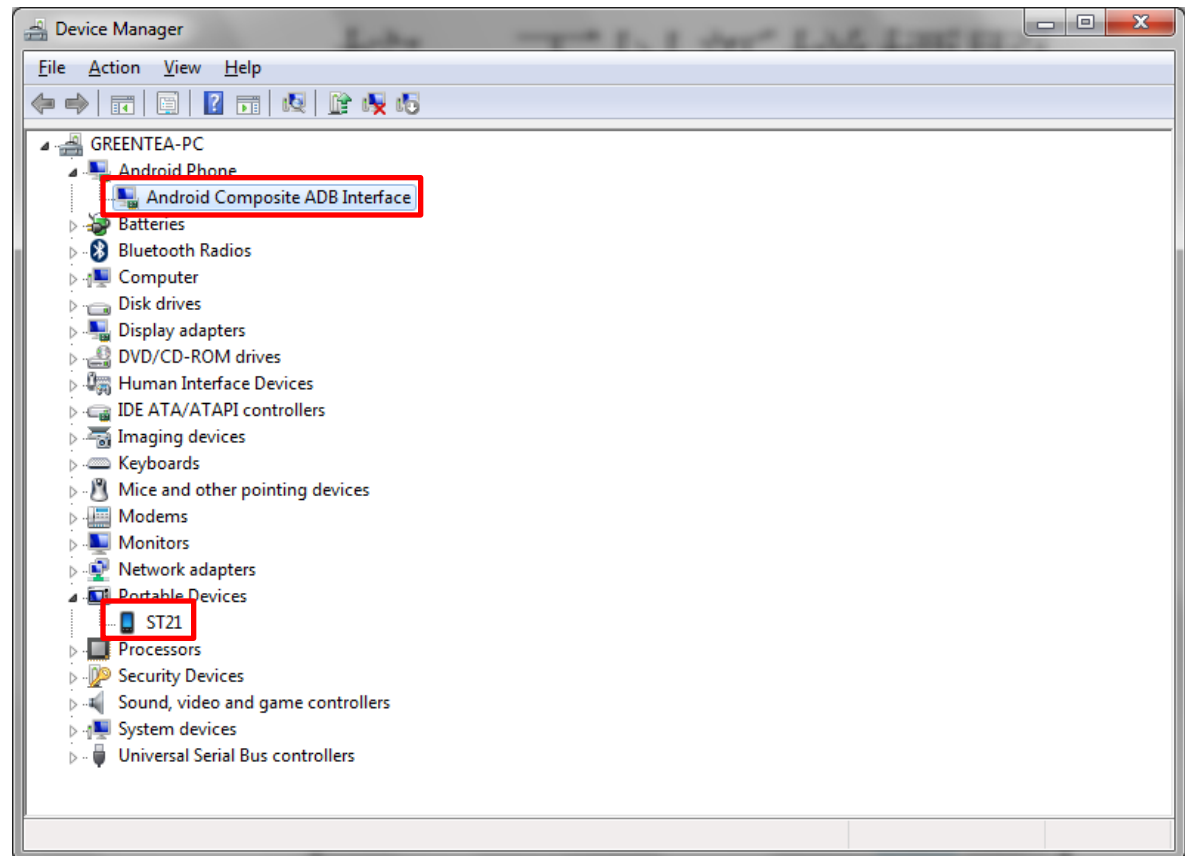 Device Manager
File Action View Help
GREENTEA-PC
Android Phone
Android Composite ADB Interface
Batteries
Bluetooth Radios
Computer
Disk drives
Display adapters
DVD/CD-ROM drives
Human Interface Devices
IDE ATA/ATAPI controllers
Imaging devices
Keyboards
Mice and other pointing devices
Modems
Monitors
Network adapters
Portable Devices
ST21
Processors
Security Devices
Sound, video and game controllers
System devices
Universal Serial Bus controllers